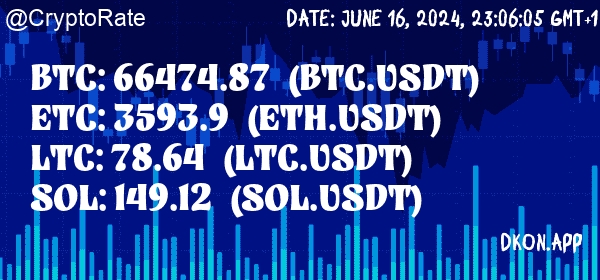 @CryptoRate
DATE: JUNE 16, 2024, 23:06:05 GMT+1
BTC: 66474.87 (BTC.USDT)
ETC: 3593.9 (ETH.USDT)
LTC: 78.64 (LTC.USDT)
SOL: 149.12 (SOL.USDT)
DKON.APP